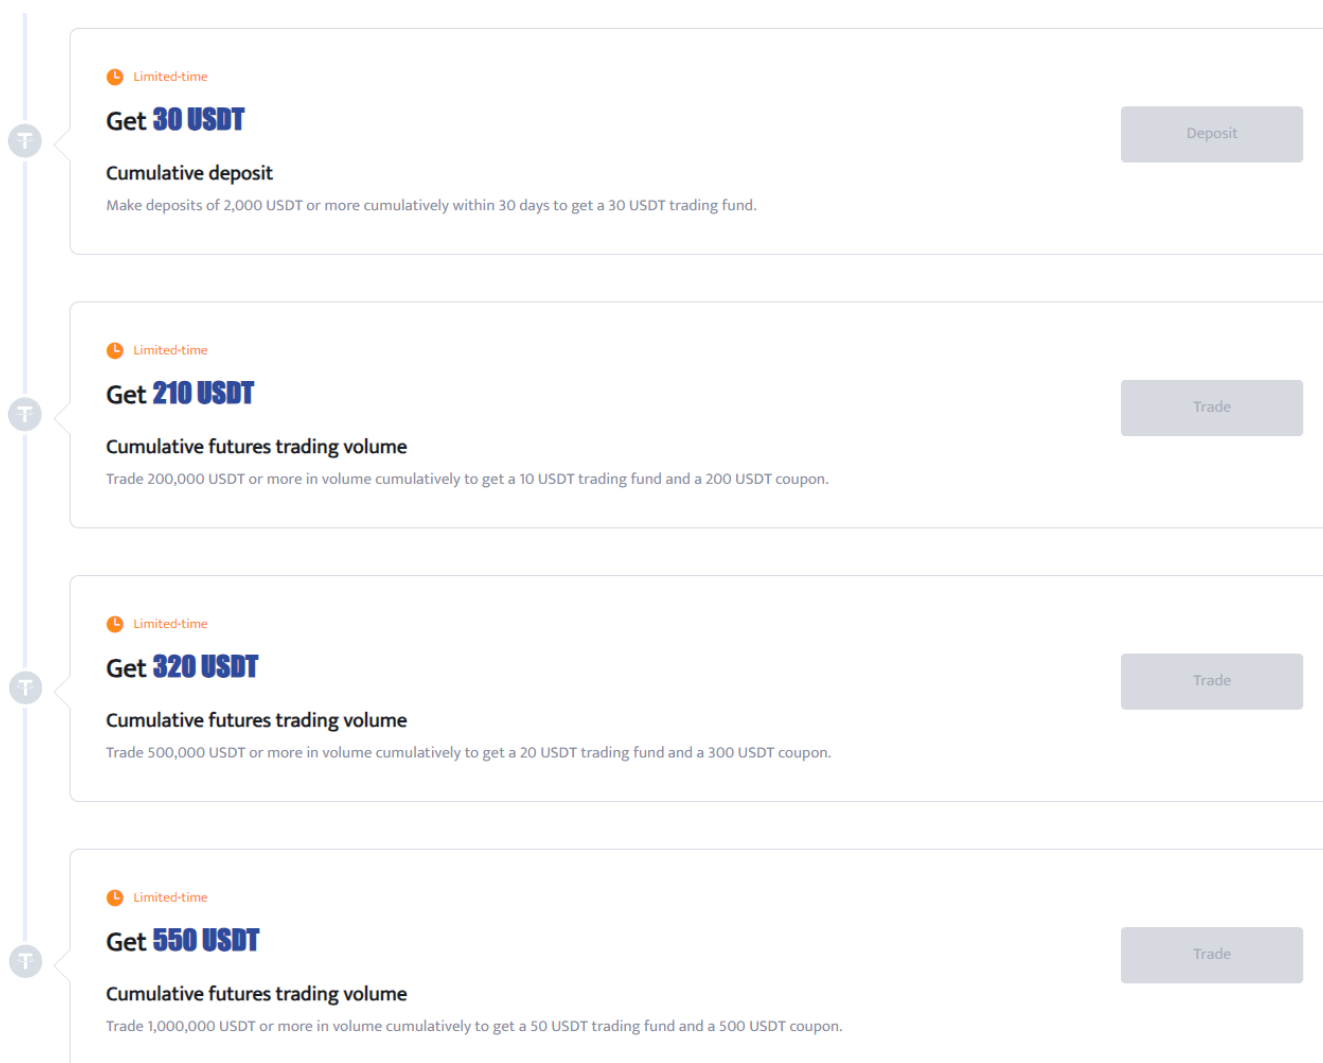 Limited-time
Get 30 USDT
Deposit
Cumulative deposit
Make deposits of 2,000 USDT or more cumulatively within 30 days to get a 30 USDT trading fund.
Limited-time
Get 210 USDT
Trade
Cumulative futures trading volume
Trade 200,000 USDT or more in volume cumulatively to get a 10 USDT trading fund and a 200 USDT coupon.
Limited-time
Get 320 USDT
Trade
Cumulative futures trading volume
Trade 500,000 USDT or more in volume cumulatively to get a 20 USDT trading fund and a 300 USDT coupon.
Limited-time
Get 550 USDT
Trade
Cumulative futures trading volume
Trade 1,000,000 USDT or more in volume cumulatively to get a 50 USDT trading fund and a 500 USDT coupon.